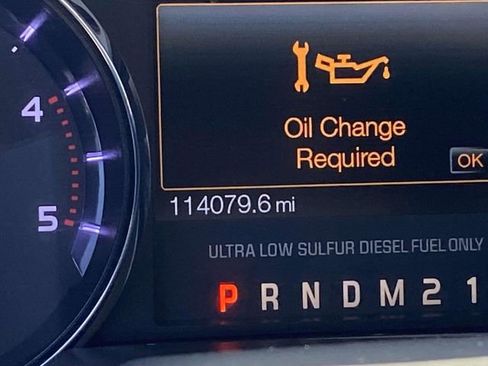 4
5
Oil Change
Required
OK
114079.6 mi
ULTRA LOW SULFUR DIESEL FUEL ONLY
P R N D M 2 1